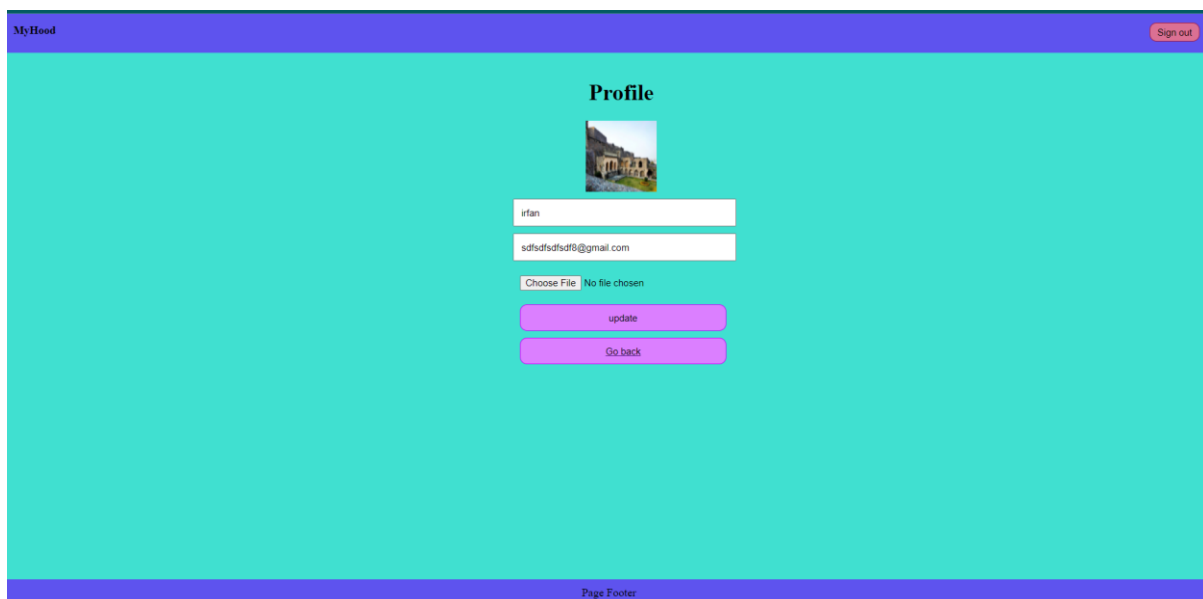 MyHood
Sign out
Profile
irfan
sdfsdfsdfsdf8@gmail.com
Choose File No file chosen
update
Go back
Page Footer